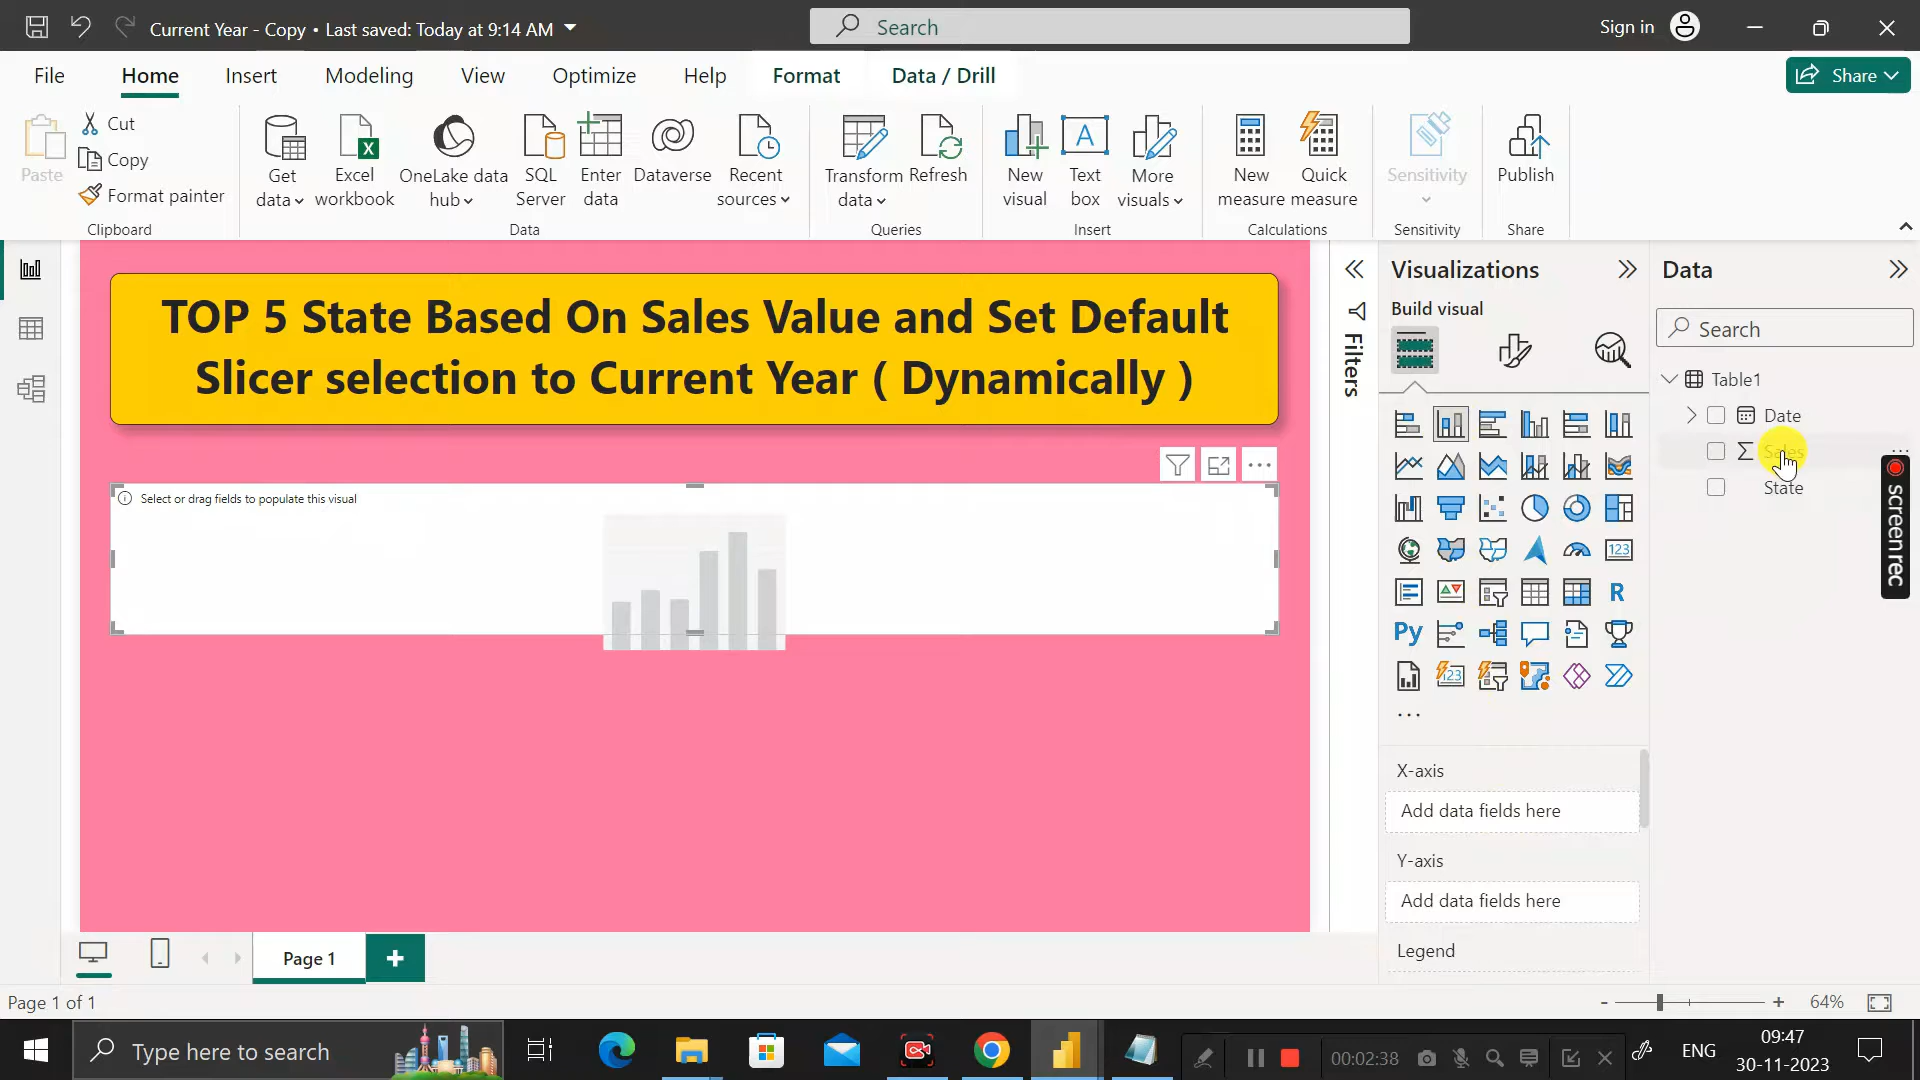 Current Year - Copy • Last saved: Today at 9:14 AM
Search
Sign in
File
Home
Insert
Modeling
View
Optimize
Help
Format
Data / Drill
Share
Paste
Cut
Copy
Format painter
Clipboard
Get
data
Excel
workbook
OneLake data
hub
SQL
Server
Enter
data
Dataverse
Recent
sources
Data
Transform
data
Refresh
Queries
New
visual
Text
box
More
visuals
Insert
New
measure
Quick
measure
Calculations
Sensitivity
Sensitivity
Publish
Share
TOP 5 State Based On Sales Value and Set Default
Slicer selection to Current Year ( Dynamically )
Select or drag fields to populate this visual
Filters
Visualizations
Build visual
123
R
Py
123
X-axis
Add data fields here
Y-axis
Add data fields here
Legend
Data
Search
Table1
Date
Sales
State
screen rec
Page 1
Page 1 of 1
64%
Type here to search
00:02:38
ENG
09:47
30-11-2023